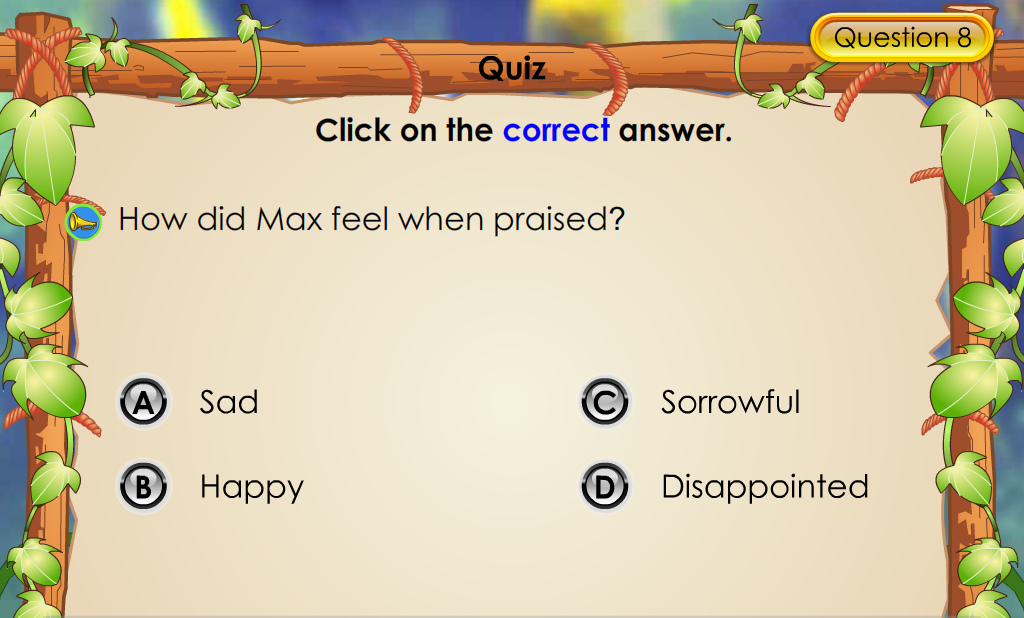 Question 8
Quiz
Click on the correct answer.
How did Max feel when praised?
A Sad
B Happy
C Sorrowful
D Disappointed